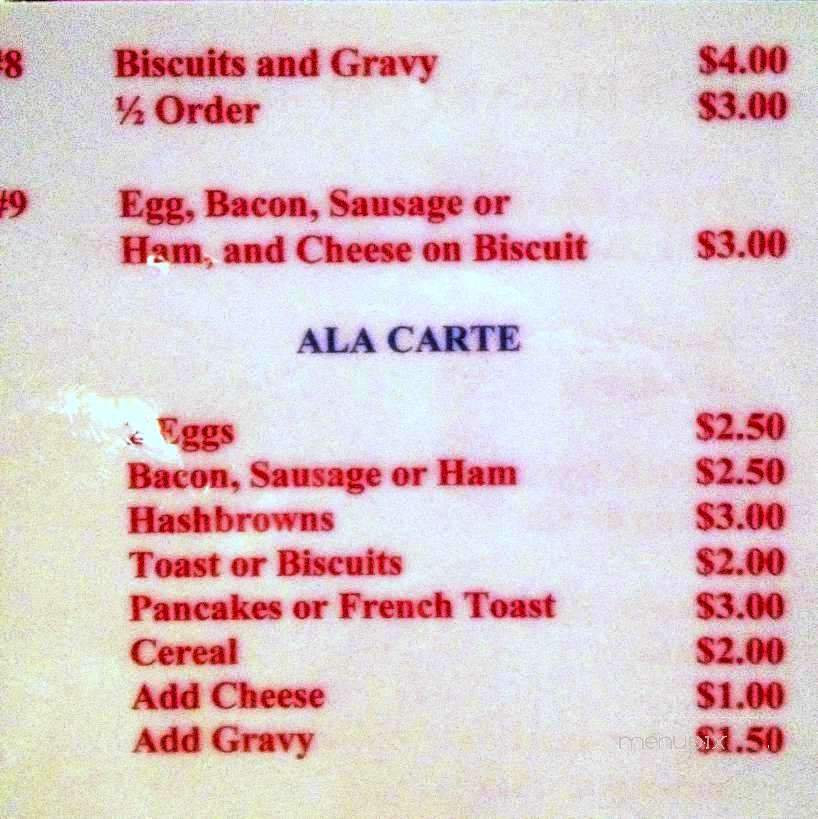 #8 Biscuits and Gravy $4.00
½ Order $3.00
#9 Egg, Bacon, Sausage or
Ham, and Cheese on Biscuit $3.00
ALA CARTE
Eggs $2.50
Bacon, Sausage or Ham $2.50
Hashbrowns $3.00
Toast or Biscuits $2.00
Pancakes or French Toast $3.00
Cereal $2.00
Add Cheese $1.00
Add Gravy $1.50
menupix